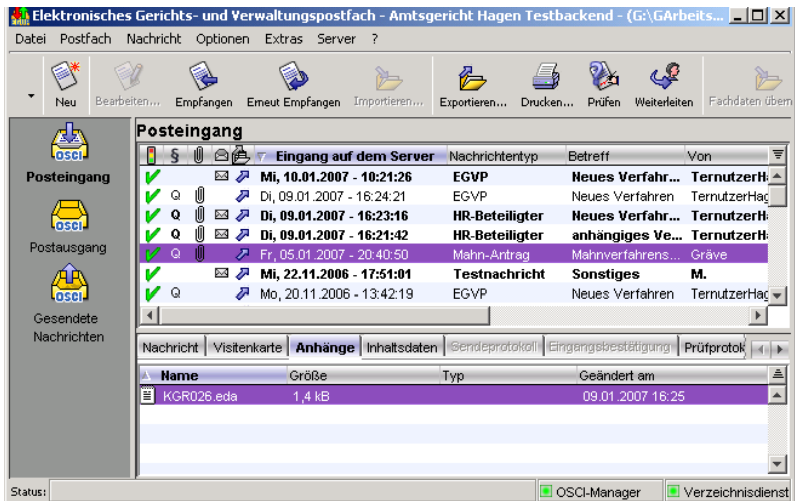 Elektronisches Gerichts- und Verwaltungspostfach - Amtsgericht Hagen Testbackend - (G:\GArbeits...
Datei Postfach Nachricht Optionen Extras Server ?
Neu Bearbeiten... Empfangen Erneut Empfangen Importieren... Exportieren... Drucken... Prüfen Weiterleiten Fachdaten überm
OSCI
Posteingang
OSCI
Postausgang
OSCI
Gesendete
Nachrichten
Posteingang
§ Eingang auf dem Server Nachrichtentyp Betreff Von
Mi, 10.01.2007 - 10:21:26 EGVP Neues Verfahr... TernutzerHa
Q Di, 09.01.2007 - 16:24:21 EGVP Neues Verfahren TernutzerHag
Q Di, 09.01.2007 - 16:23:16 HR-Beteiligter Neues Verfahr... TernutzerHa
Q Di, 09.01.2007 - 16:21:42 HR-Beteiligter anhängiges Ve... TernutzerHa
Q Fr, 05.01.2007 - 20:40:50 Mahn-Antrag Mahnverfahrens... Gräve
Mi, 22.11.2006 - 17:51:01 Testnachricht Sonstiges M.
Q Mo, 20.11.2006 - 13:42:19 EGVP Neues Verfahren TernutzerHag
Nachricht Visitenkarte Anhänge Inhaltsdaten Sendeprotokoll Eingangsbestätigung Prüfprotok
Name Größe Typ Geändert am
KGR026.eda 1,4 kB 09.01.2007 16:25
Status: OSCI-Manager Verzeichnisdienst